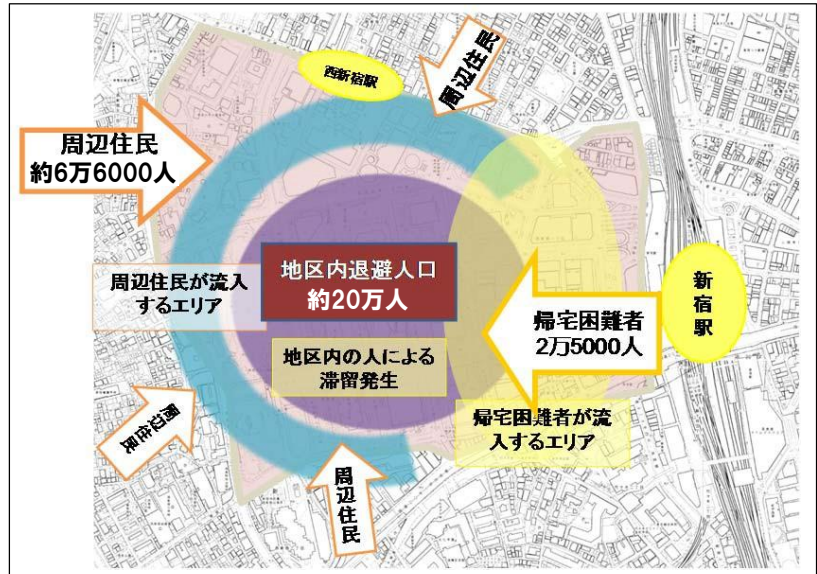 西新宿駅
周辺住民
周辺住民
約6万6000人
地区内退避人口
約20万人
周辺住民が流入
するエリア
新宿駅
帰宅困難者
2万5000人
地区内の人による
滞留発生
帰宅困難者が流
入するエリア
周辺住民
周辺住民